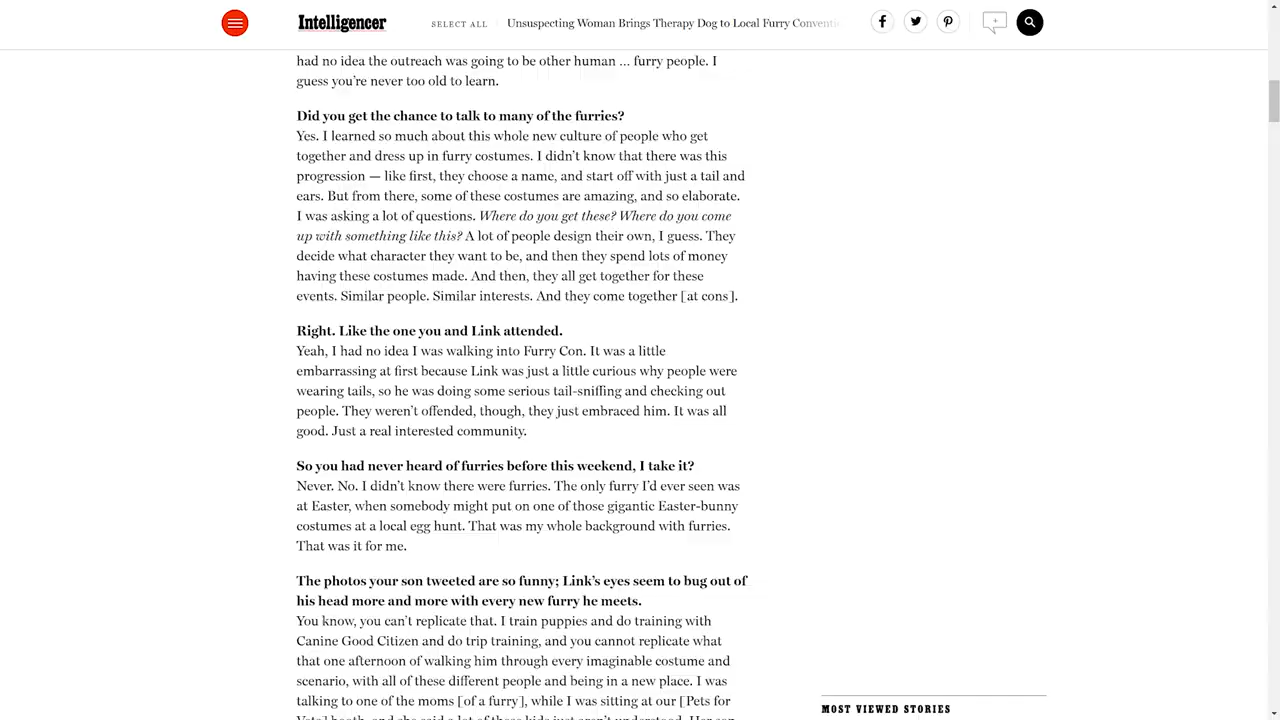 Intelligencer
SELECT ALL
Unsuspecting Woman Brings Therapy Dog to Local Furry
had no idea the outreach was going to be other human ... furry people. I
guess you're never too old to learn.
Did you get the chance to talk to many of the furries?
Yes. I learned so much about this whole new culture of people who get
together and dress up in furry costumes. I didn't know that there was this
progression — like first, they choose a name, and start off with just a tail and
ears. But from there, some of these costumes are amazing, and so elaborate.
I was asking a lot of questions. Where do you get these? Where do you come
up with something like this? A lot of people design their own, I guess. They
decide what character they want to be, and then they spend lots of money
having these costumes made. And then, they all get together for these
events. Similar people. Similar interests. And they come together [at cons].
Right. Like the one you and Link attended.
Yeah, I had no idea I was walking into Furry Con. It was a little
embarrassing at first because Link was just a little curious why people were
wearing tails, so he was doing some serious tail-sniffing and checking out
people. They weren't offended, though, they just embraced him. It was all
good. Just a real interested community.
So you had never heard of furries before this weekend, I take it?
Never. No. I didn't know there were furries. The only furry I'd ever seen was
at Easter, when somebody might put on one of those gigantic Easter-bunny
costumes at a local egg hunt. That was my whole background with furries.
That was it for me.
The photos your son tweeted are so funny; Link's eyes seem to bug out of
his head more and more with every new furry he meets.
You know, you can't replicate that. I train puppies and do training with
Canine Good Citizen and do trip training, and you cannot replicate what
that one afternoon of walking him through every imaginable costume and
scenario, with all of these different people and being in a new place. I was
talking to one of the moms [of a furry], while I was sitting at our [Pets for
MOST VIEWED STORIES